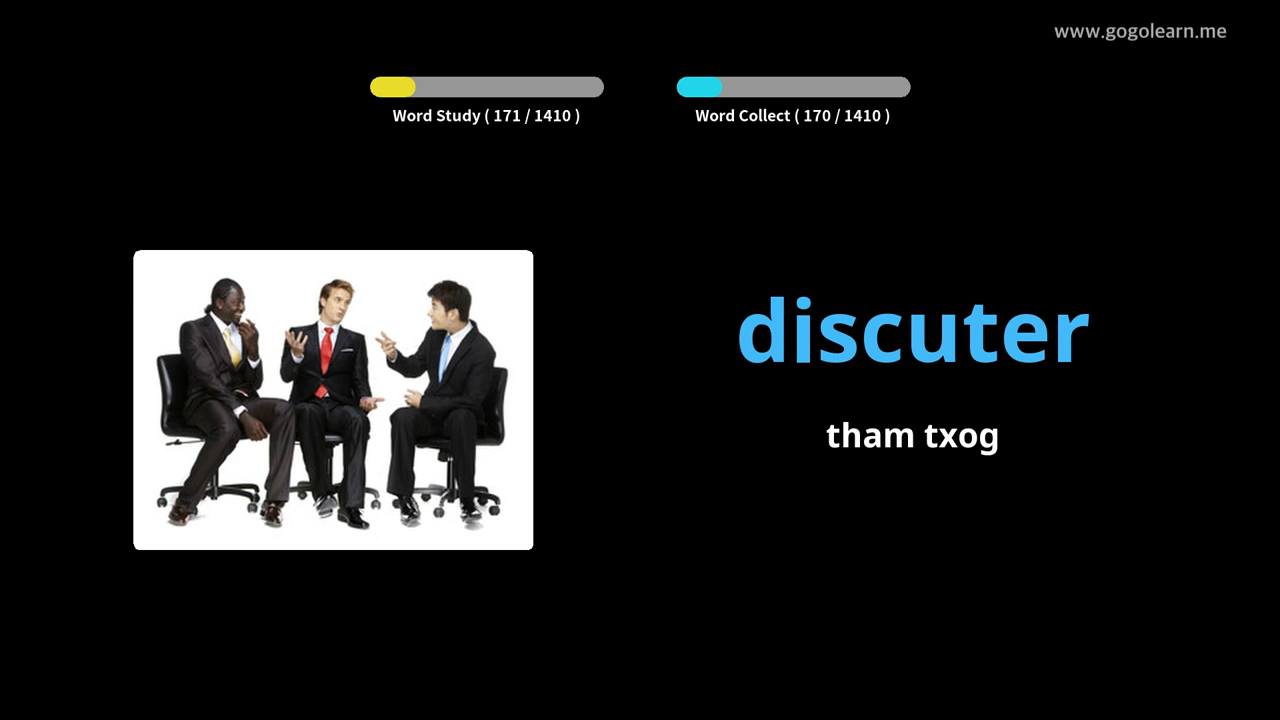 www.gogolearn.me
Word Study ( 171 / 1410 )
Word Collect ( 170 / 1410 )
discuter
tham txog